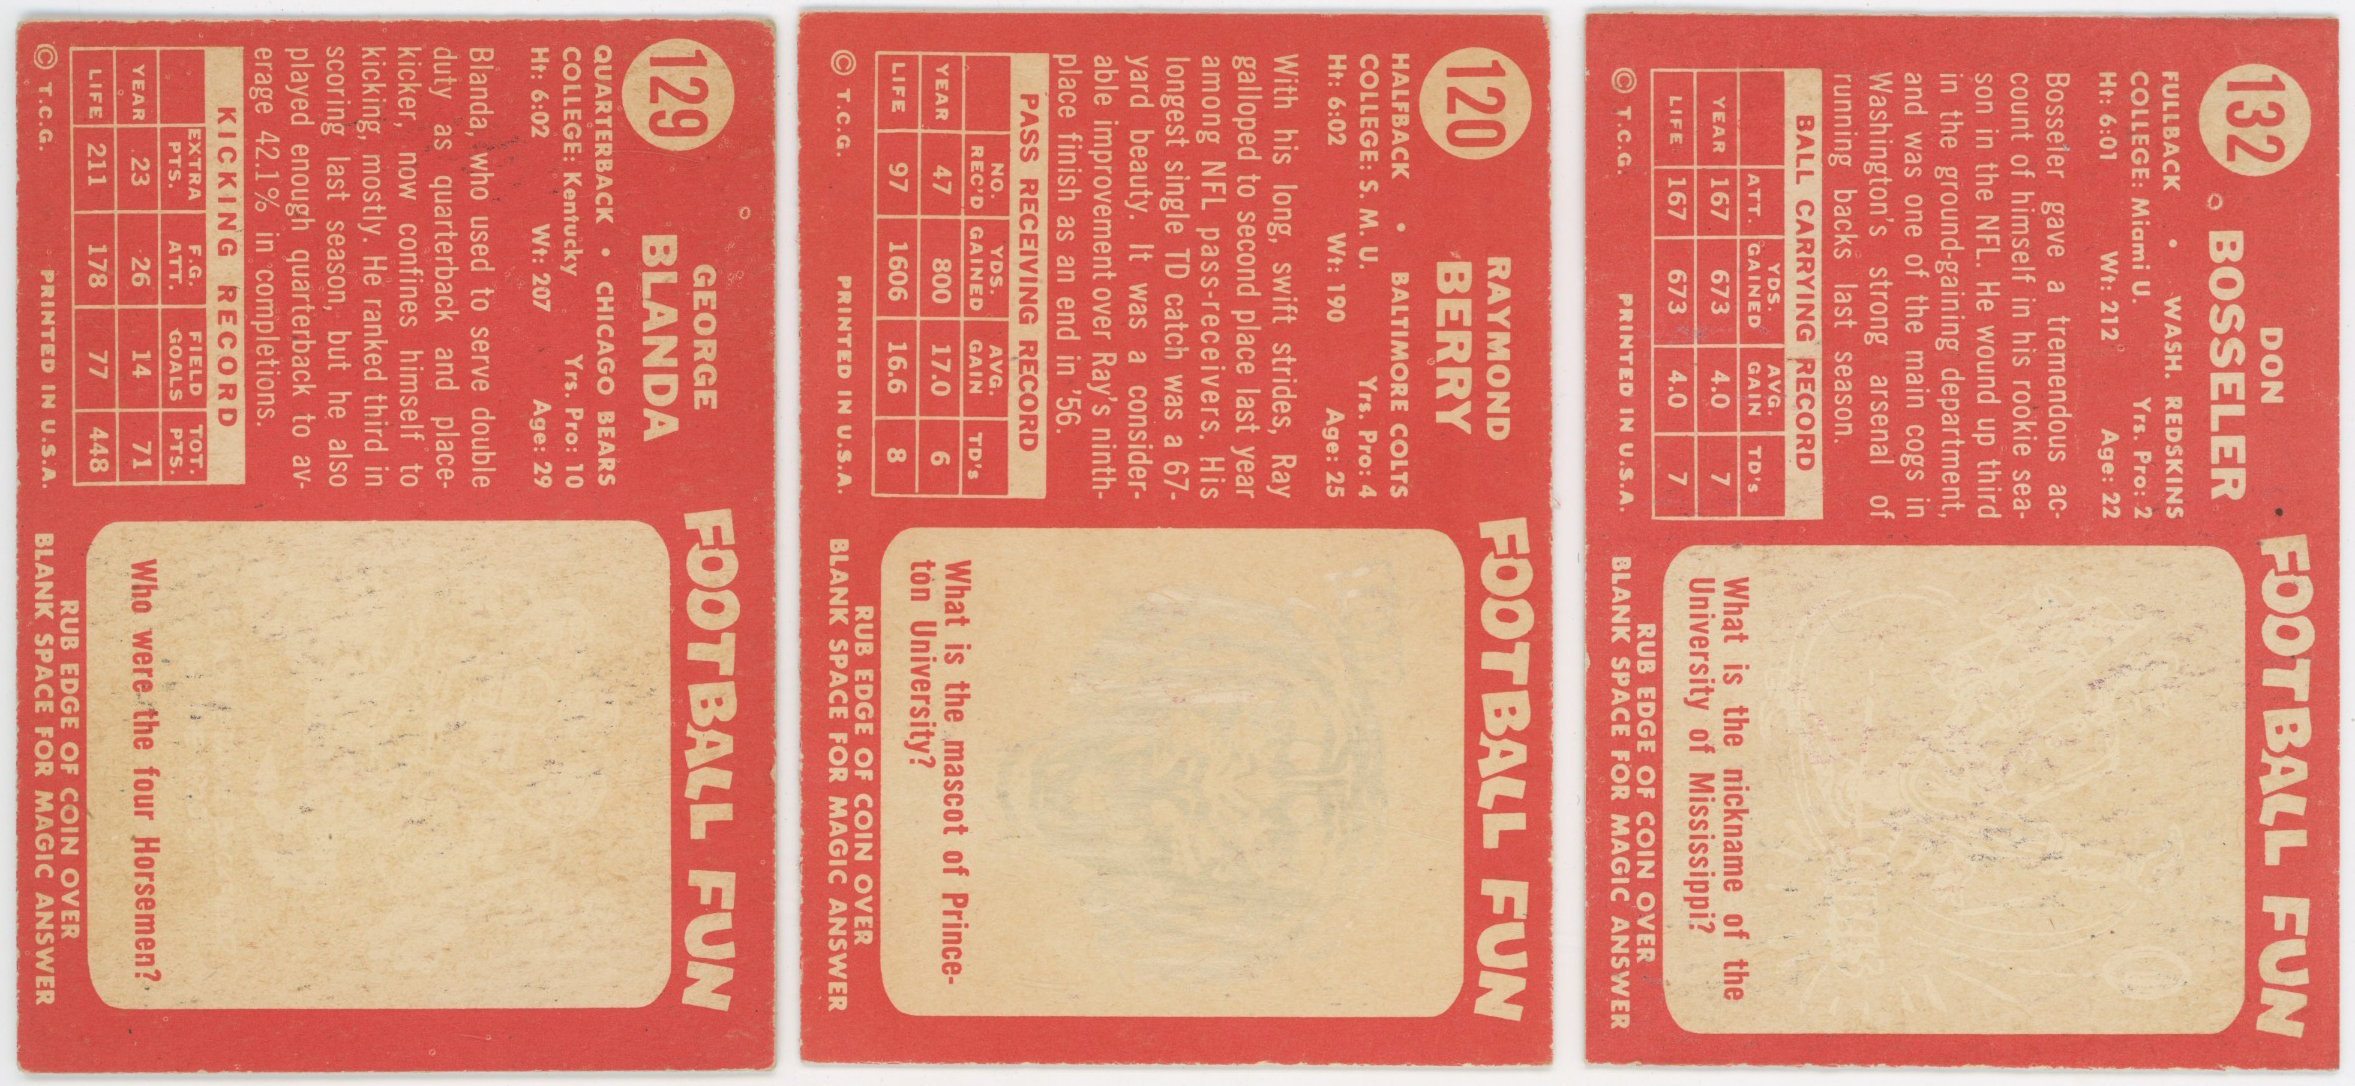 129
GEORGE
BLANDA
QUARTERBACK • CHICAGO BEARS
COLLEGE: Kentucky Yrs. Pro: 10
Ht: 6:02 Wt: 207 Age: 29
Blanda, who used to serve double
duty as quarterback and place-
kicker, now confines himself to
kicking, mostly. He ranked third in
scoring last season, but he also
played enough quarterback to av-
erage 42.1% in completions.
KICKING RECORD
EXTRA PTS. F.G. ATT. FIELD GOALS TOT. PTS.
YEAR 23 26 14 71
LIFE 211 178 77 448
© T.C.G. PRINTED IN U.S.A.
FOOTBALL FUN
Who were the four Horsemen?
RUB EDGE OF COIN OVER
BLANK SPACE FOR MAGIC ANSWER
120
RAYMOND
BERRY
HALFBACK • BALTIMORE COLTS
COLLEGE: S. M. U. Yrs. Pro: 4
Ht: 6:02 Wt: 190 Age: 25
With his long, swift strides, Ray
galloped to second place last year
among NFL pass-receivers. His
longest single TD catch was a 67-
yard beauty. It was a consider-
able improvement over Ray's ninth-
place finish as an end in '56.
PASS RECEIVING RECORD
NO. REC'D YDS. GAINED AVG. GAIN TD's
YEAR 47 800 17.0 6
LIFE 97 1606 16.6 8
© T.C.G. PRINTED IN U.S.A.
FOOTBALL FUN
What is the mascot of Prince-
ton University?
RUB EDGE OF COIN OVER
BLANK SPACE FOR MAGIC ANSWER
132
DON
BOSSELER
FULLBACK • WASH. REDSKINS
COLLEGE: Miami U. Yrs. Pro: 2
Ht: 6:01 Wt: 212 Age: 22
Bosseler gave a tremendous ac-
count of himself in his rookie sea-
son in the NFL. He wound up third
in the ground-gaining department,
and was one of the main cogs in
Washington's strong arsenal of
running backs last season.
BALL CARRYING RECORD
ATT. YDS. GAINED AVG. GAIN TD's
YEAR 167 673 4.0 7
LIFE 167 673 4.0 7
© T.C.G. PRINTED IN U.S.A.
FOOTBALL FUN
What is the nickname of the
University of Mississippi?
RUB EDGE OF COIN OVER
BLANK SPACE FOR MAGIC ANSWER